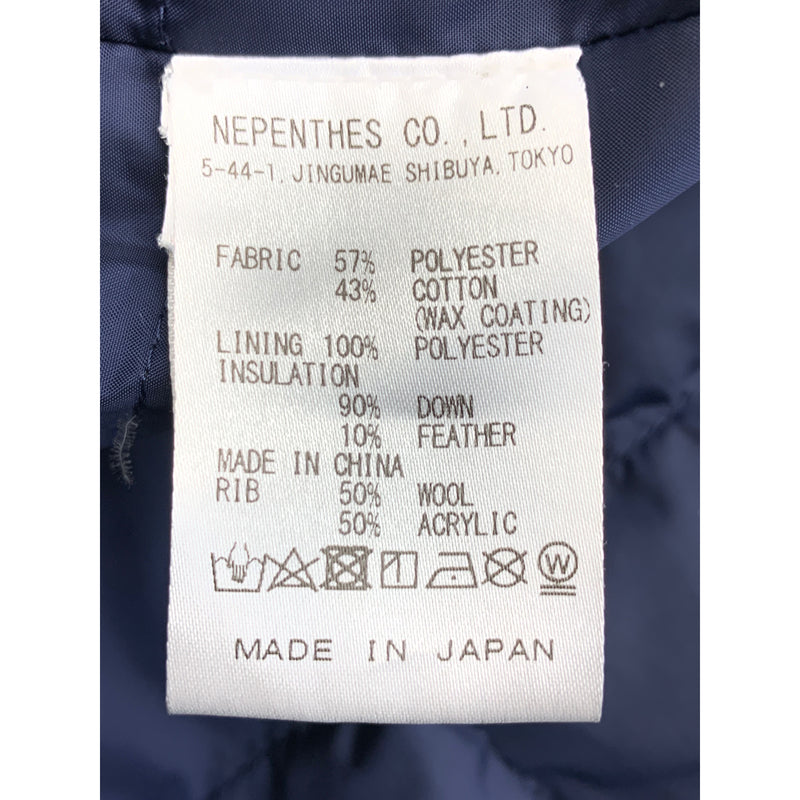 NEPENTHES CO., LTD.
5-44-1, JINGUMAE SHIBUYA, TOKYO
FABRIC 57% POLYESTER
43% COTTON
(WAX COATING)
LINING 100% POLYESTER
INSULATION
90% DOWN
10% FEATHER
MADE IN CHINA
RIB 50% WOOL
50% ACRYLIC
W
MADE IN JAPAN